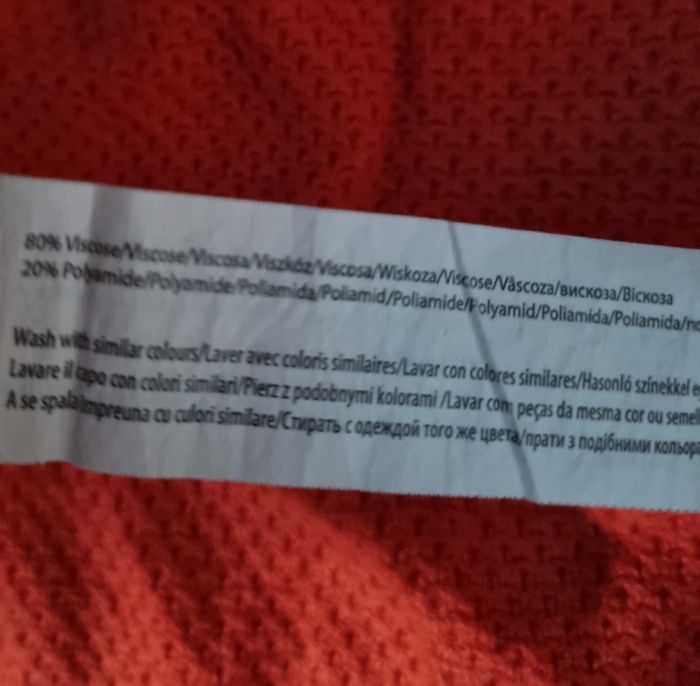 80% Viscose/Viscose/Viscosa/Viszkóz/Viscosa/Wiskoza/Viscose/Vâscoza/вискоза/Віскоза
20% Polyamide/Polyamide/Poliamida/Poliamid/Poliamide/Polyamid/Poliamida/Poliamida/
Wash with similar colours/Laver avec coloris similaires/Lavar con colores similares/Hasonló színekkel
Lavare il capo con colori similari/Pierz z podobnymi kolorami /Lavar com peças da mesma cor ou
A se spala impreuna cu culori similare/Стирать с одеждой того же цвета/прати з подібними